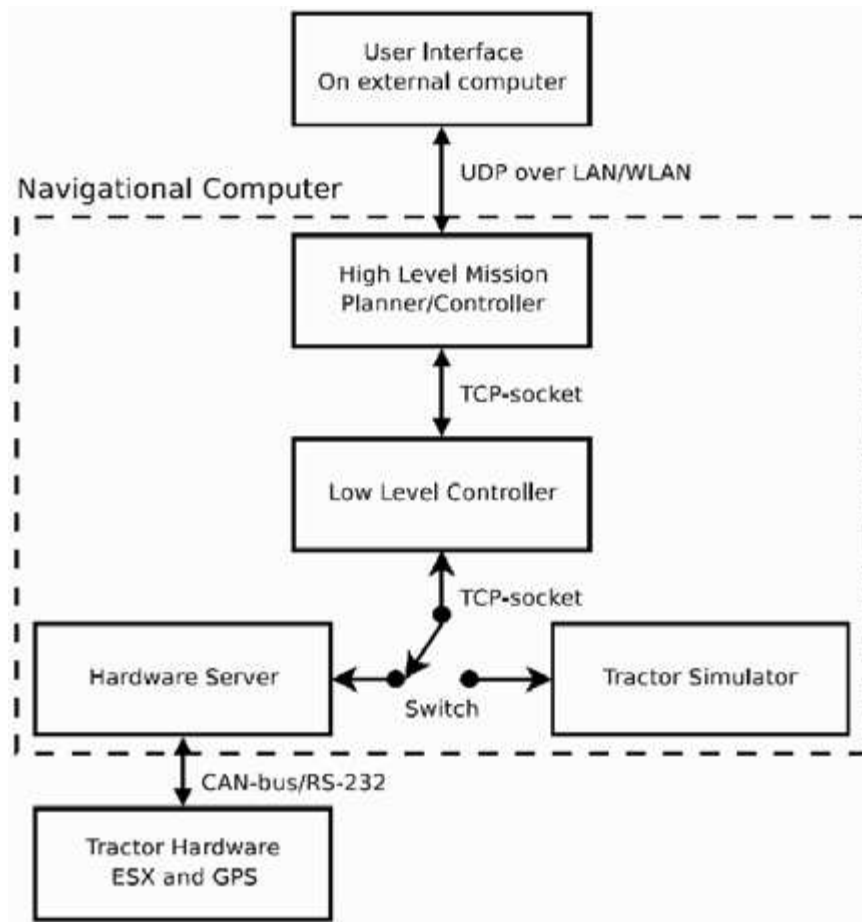 User Interface
On external computer
UDP over LAN/WLAN
Navigational Computer
High Level Mission
Planner/Controller
TCP-socket
Low Level Controller
TCP-socket
Hardware Server
Switch
Tractor Simulator
CAN-bus/RS-232
Tractor Hardware
ESX and GPS